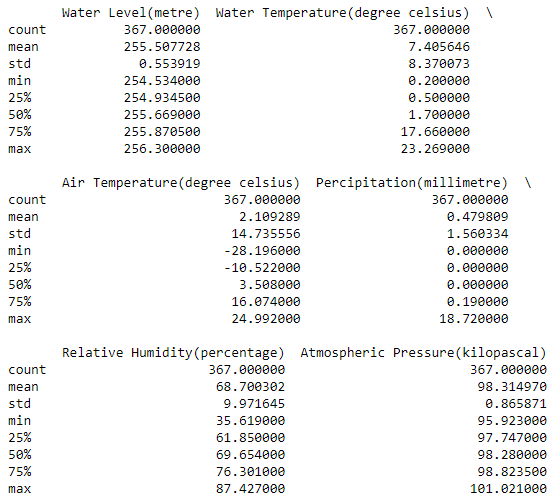 Water Level(metre)  Water Temperature(degree celsius)  \
count          367.000000                         367.000000
mean           255.507728                           7.405646
std              0.553919                           8.370073
min            254.534000                           0.200000
25%            254.934500                           0.500000
50%            255.669000                           1.700000
75%            255.870500                          17.660000
max            256.300000                          23.269000
Air Temperature(degree celsius)  Percipitation(millimetre)  \
count                       367.000000                 367.000000
mean                          2.109289                   0.479809
std                          14.735556                   1.560334
min                         -28.196000                   0.000000
25%                         -10.522000                   0.000000
50%                           3.508000                   0.000000
75%                          16.074000                   0.190000
max                          24.992000                  18.720000
Relative Humidity(percentage)  Atmospheric Pressure(kilopascal)
count                     367.000000                        367.000000
mean                       68.700302                         98.314970
std                         9.971645                          0.865871
min                        35.619000                         95.923000
25%                        61.850000                         97.747000
50%                        69.654000                         98.280000
75%                        76.301000                         98.823500
max                        87.427000                        101.021000